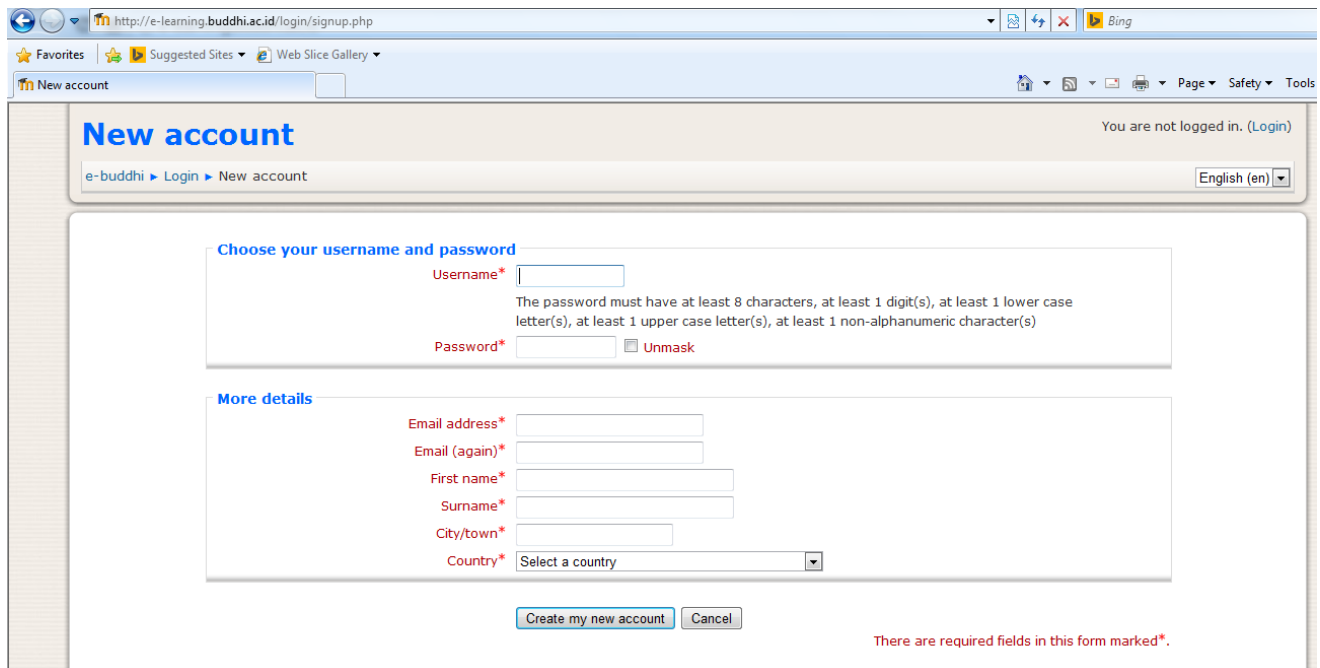 http://e-learning.buddhi.ac.id/login/signup.php
Bing
Favorites
Suggested Sites
Web Slice Gallery
New account
Page
Safety
Tools
New account
You are not logged in. (Login)
e-buddhi ► Login ► New account
English (en)
Choose your username and password
Username*
The password must have at least 8 characters, at least 1 digit(s), at least 1 lower case
letter(s), at least 1 upper case letter(s), at least 1 non-alphanumeric character(s)
Password*
Unmask
More details
Email address*
Email (again)*
First name*
Surname*
City/town*
Country*
Select a country
Create my new account
Cancel
There are required fields in this form marked*.